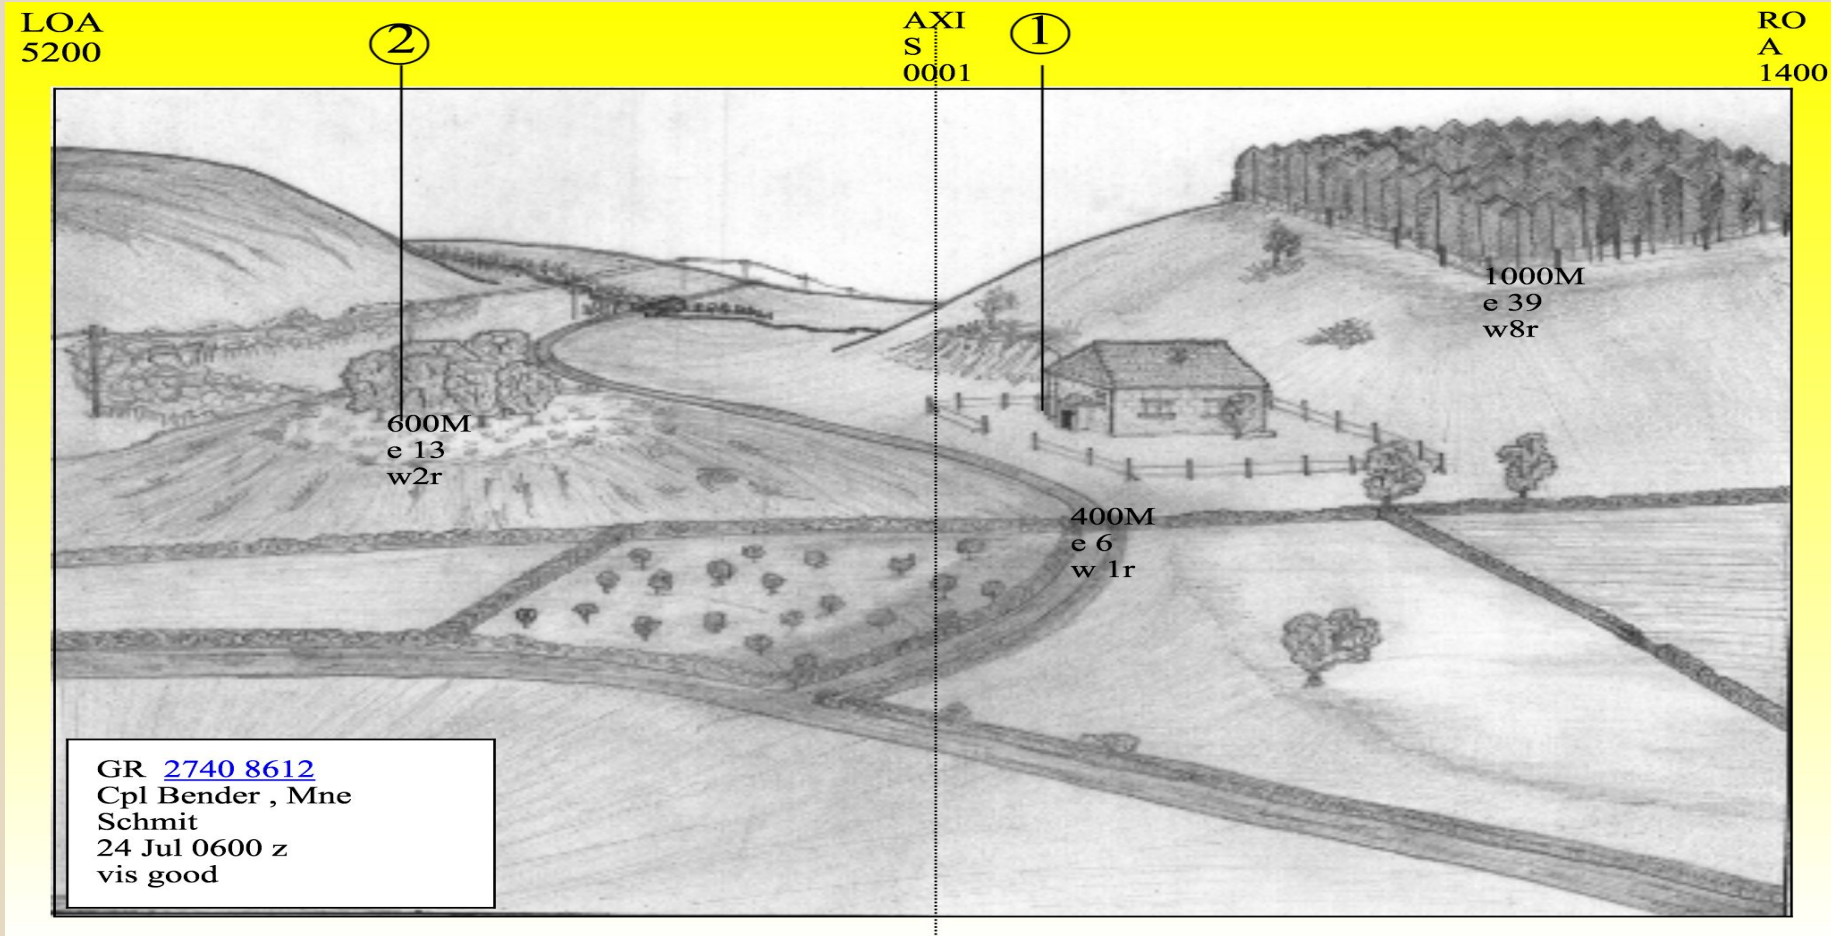 LOA
5200
2
AXI
S
0001
1
RO
A
1400
1000M
e 39
w8r
600M
e 13
w2r
400M
e 6
w 1r
GR 2740 8612
Cpl Bender , Mne
Schmit
24 Jul 0600 z
vis good